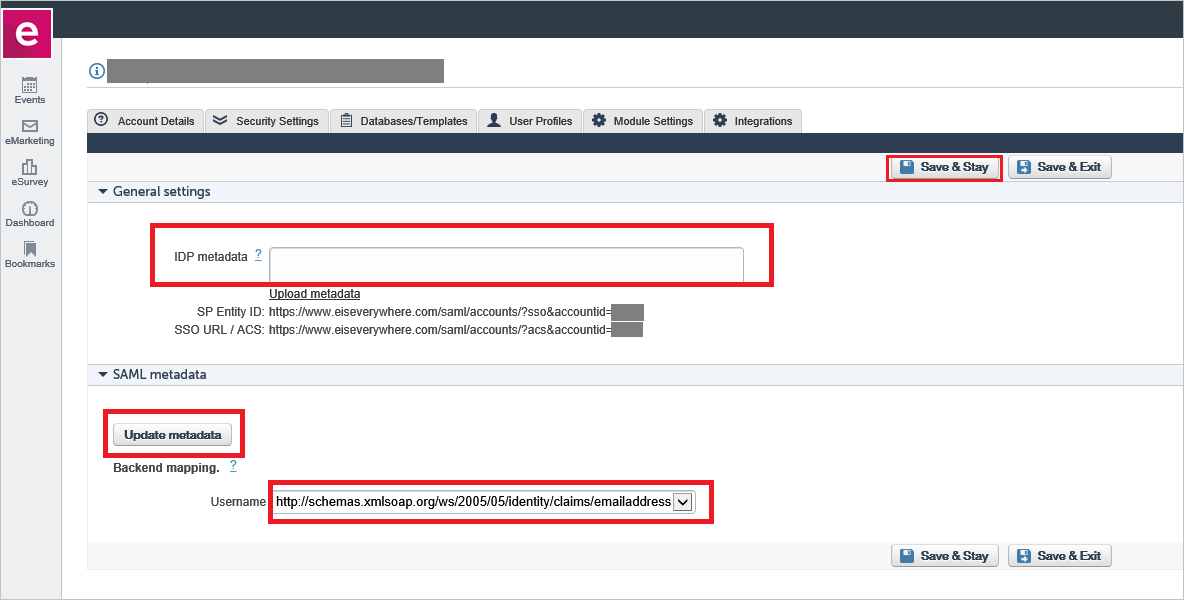 e
Events
eMarketing
eSurvey
Dashboard
Bookmarks
Account Details Security Settings Databases/Templates User Profiles Module Settings Integrations
Save & Stay Save & Exit
General settings
IDP metadata ?
Upload metadata
SP Entity ID: https://www.eiseverywhere.com/saml/accounts/?sso&accountid=
SSO URL / ACS: https://www.eiseverywhere.com/saml/accounts/?acs&accountid=
SAML metadata
Update metadata
Backend mapping. ?
Username http://schemas.xmlsoap.org/ws/2005/05/identity/claims/emailaddress
Save & Stay Save & Exit